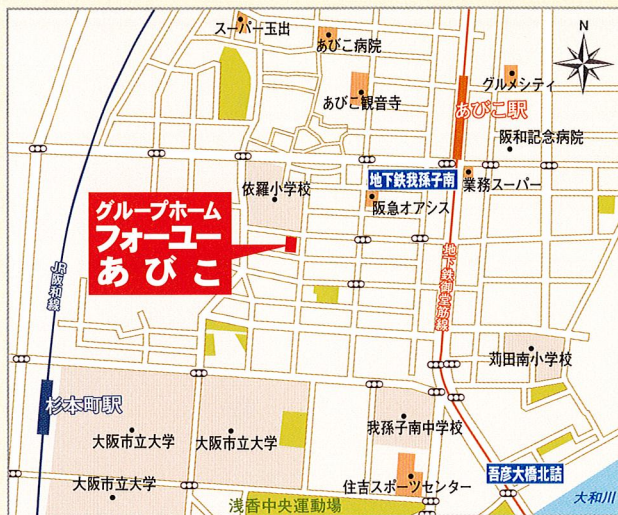 スーパー玉出
あびこ病院
N
グルメシティ
あびこ観音寺
あびこ駅
阪和記念病院
地下鉄我孫子南
業務スーパー
依羅小学校
阪急オアシス
グループホーム
フォーユー
あびこ
JR阪和線
地下鉄御堂筋線
苅田南小学校
杉本町駅
大阪市立大学
大阪市立大学
我孫子南中学校
吾彦大橋北詰
大阪市立大学
住吉スポーツセンター
浅香中央運動場
大和川